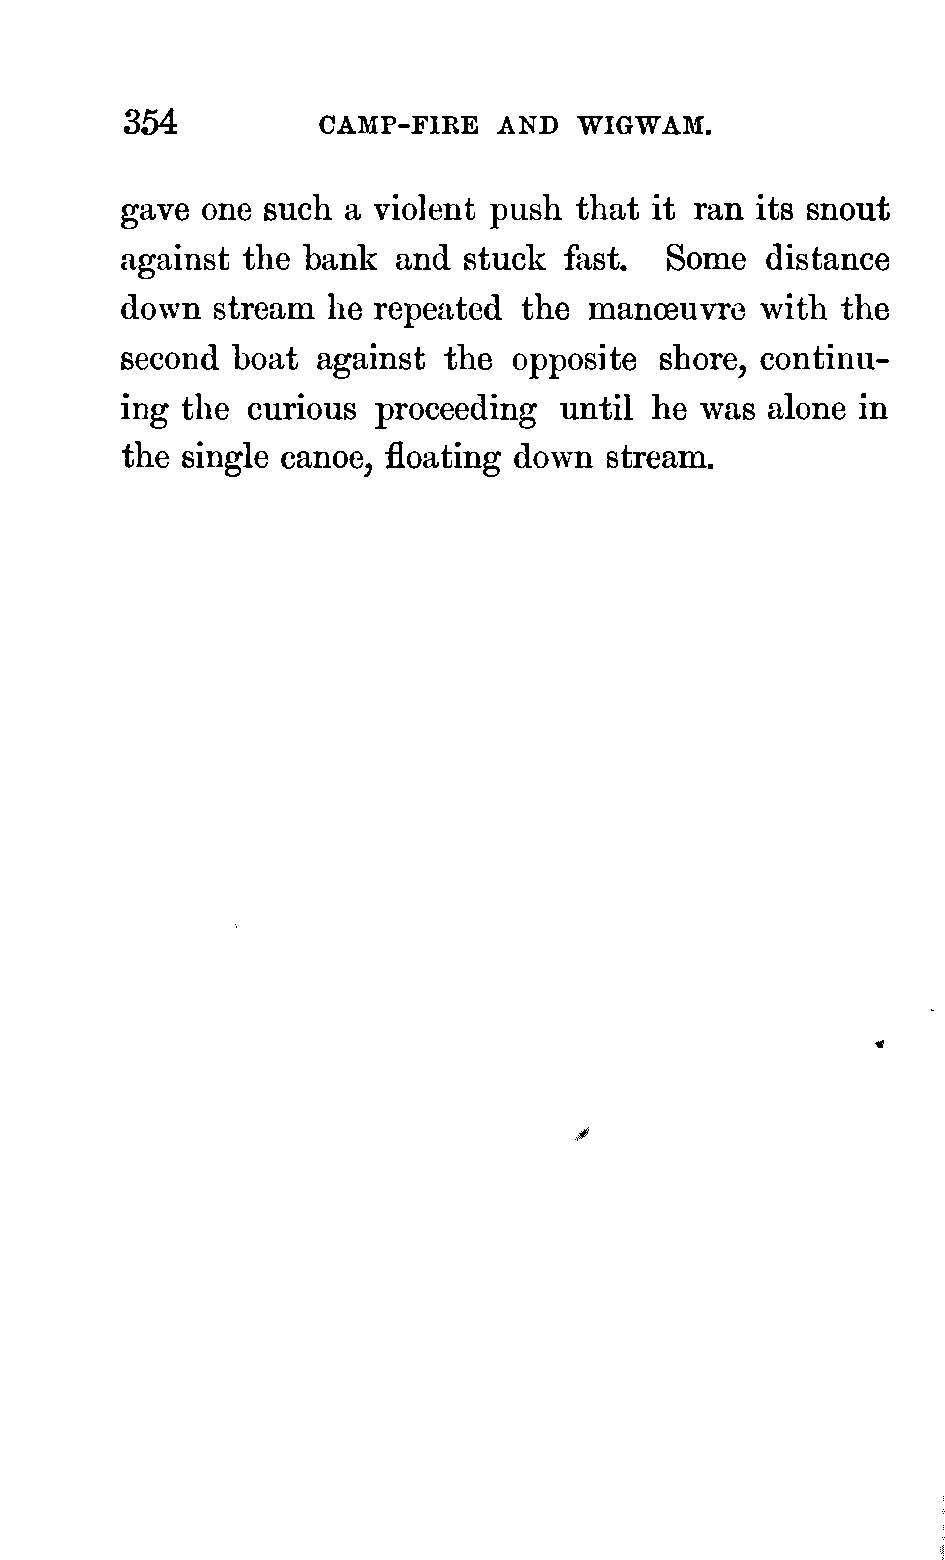 354 CAMP-FIRE AND WIGWAM.
gave one such a violent push that it ran its snout
against the bank and stuck fast. Some distance
down stream he repeated the manœuvre with the
second boat against the opposite shore, continu-
ing the curious proceeding until he was alone in
the single canoe, floating down stream.